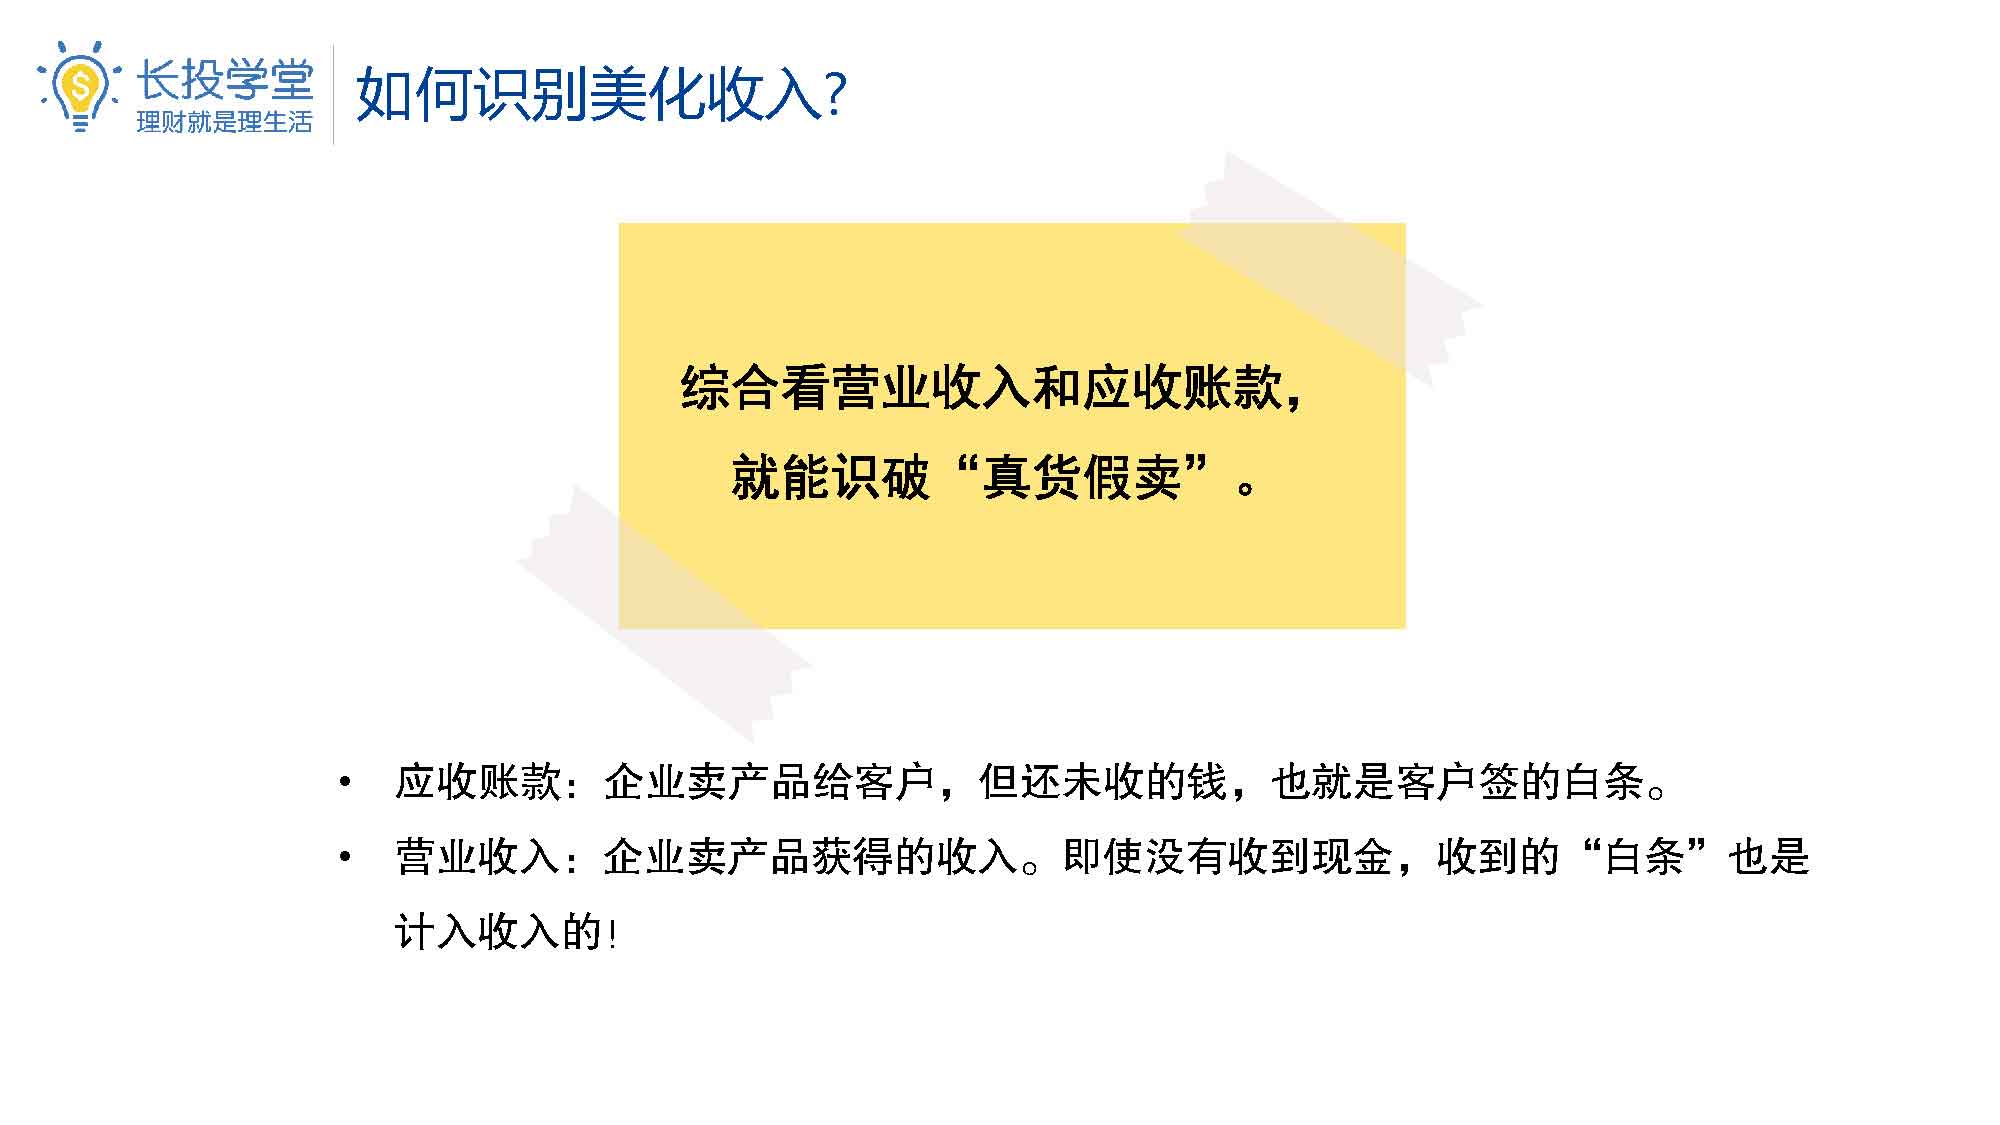 长投学堂
理财就是理生活
如何识别美化收入?
综合看营业收入和应收账款，
就能识破“真货假卖”。
• 应收账款：企业卖产品给客户，但还未收的钱，也就是客户签的白条。
• 营业收入：企业卖产品获得的收入。即使没有收到现金，收到的“白条”也是
计入收入的!